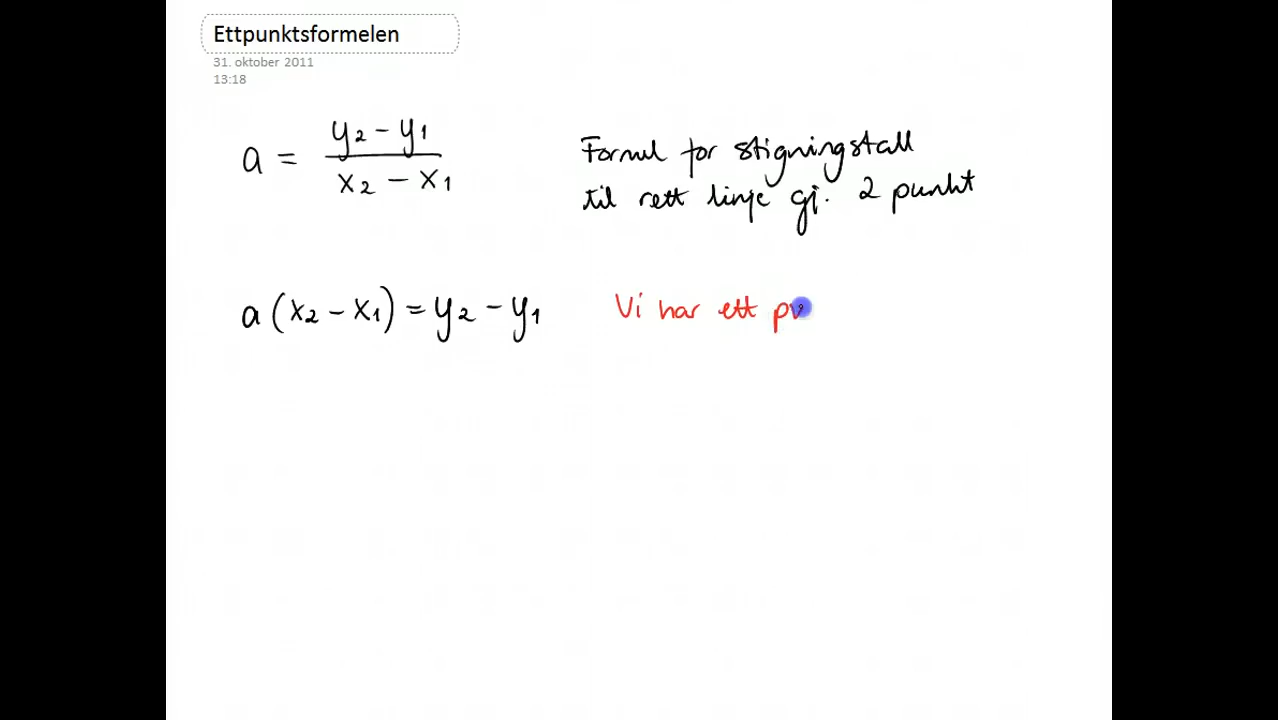 Ettpunktsformelen
31. oktober 2011
13:18
a = (y₂ - y₁) / (x₂ - x₁)
Formel for stigningstall
til rett linje gj. 2 punkt
a (x₂ - x₁) = y₂ - y₁
Vi har ett